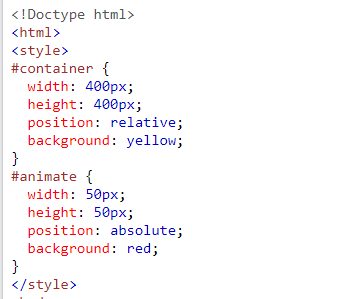 <!Doctype html>
<html>
<style>
#container {
  width: 400px;
  height: 400px;
  position: relative;
  background: yellow;
}
#animate {
  width: 50px;
  height: 50px;
  position: absolute;
  background: red;
}
</style>